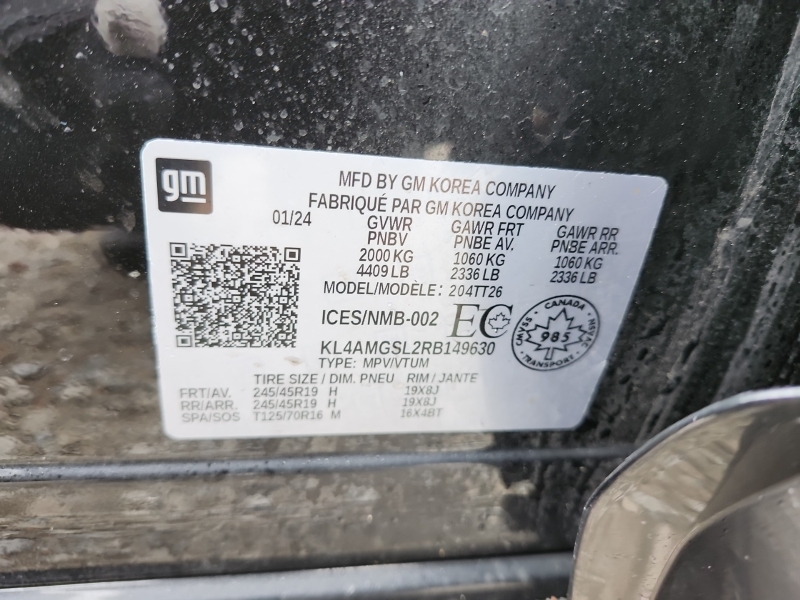 gm
MFD BY GM KOREA COMPANY
FABRIQUÉ PAR GM KOREA COMPANY
01/24 GVWR GAWR FRT GAWR RR
PNBV PNBE AV. PNBE ARR.
2000 KG 1060 KG 1060 KG
4409 LB 2336 LB 2336 LB
MODEL/MODÈLE: 204TT26
ICES/NMB-002 EC CANADA CMVSS NSVAC 985 TRANSPORT
KL4AMGSL2RB149630
TYPE: MPV/VTUM
TIRE SIZE / DIM. PNEU RIM / JANTE
FRT/AV. 245/45R19 H 19X8J
RR/ARR. 245/45R19 H 19X8J
SPA/SOS T125/70R16 M 16X4BT